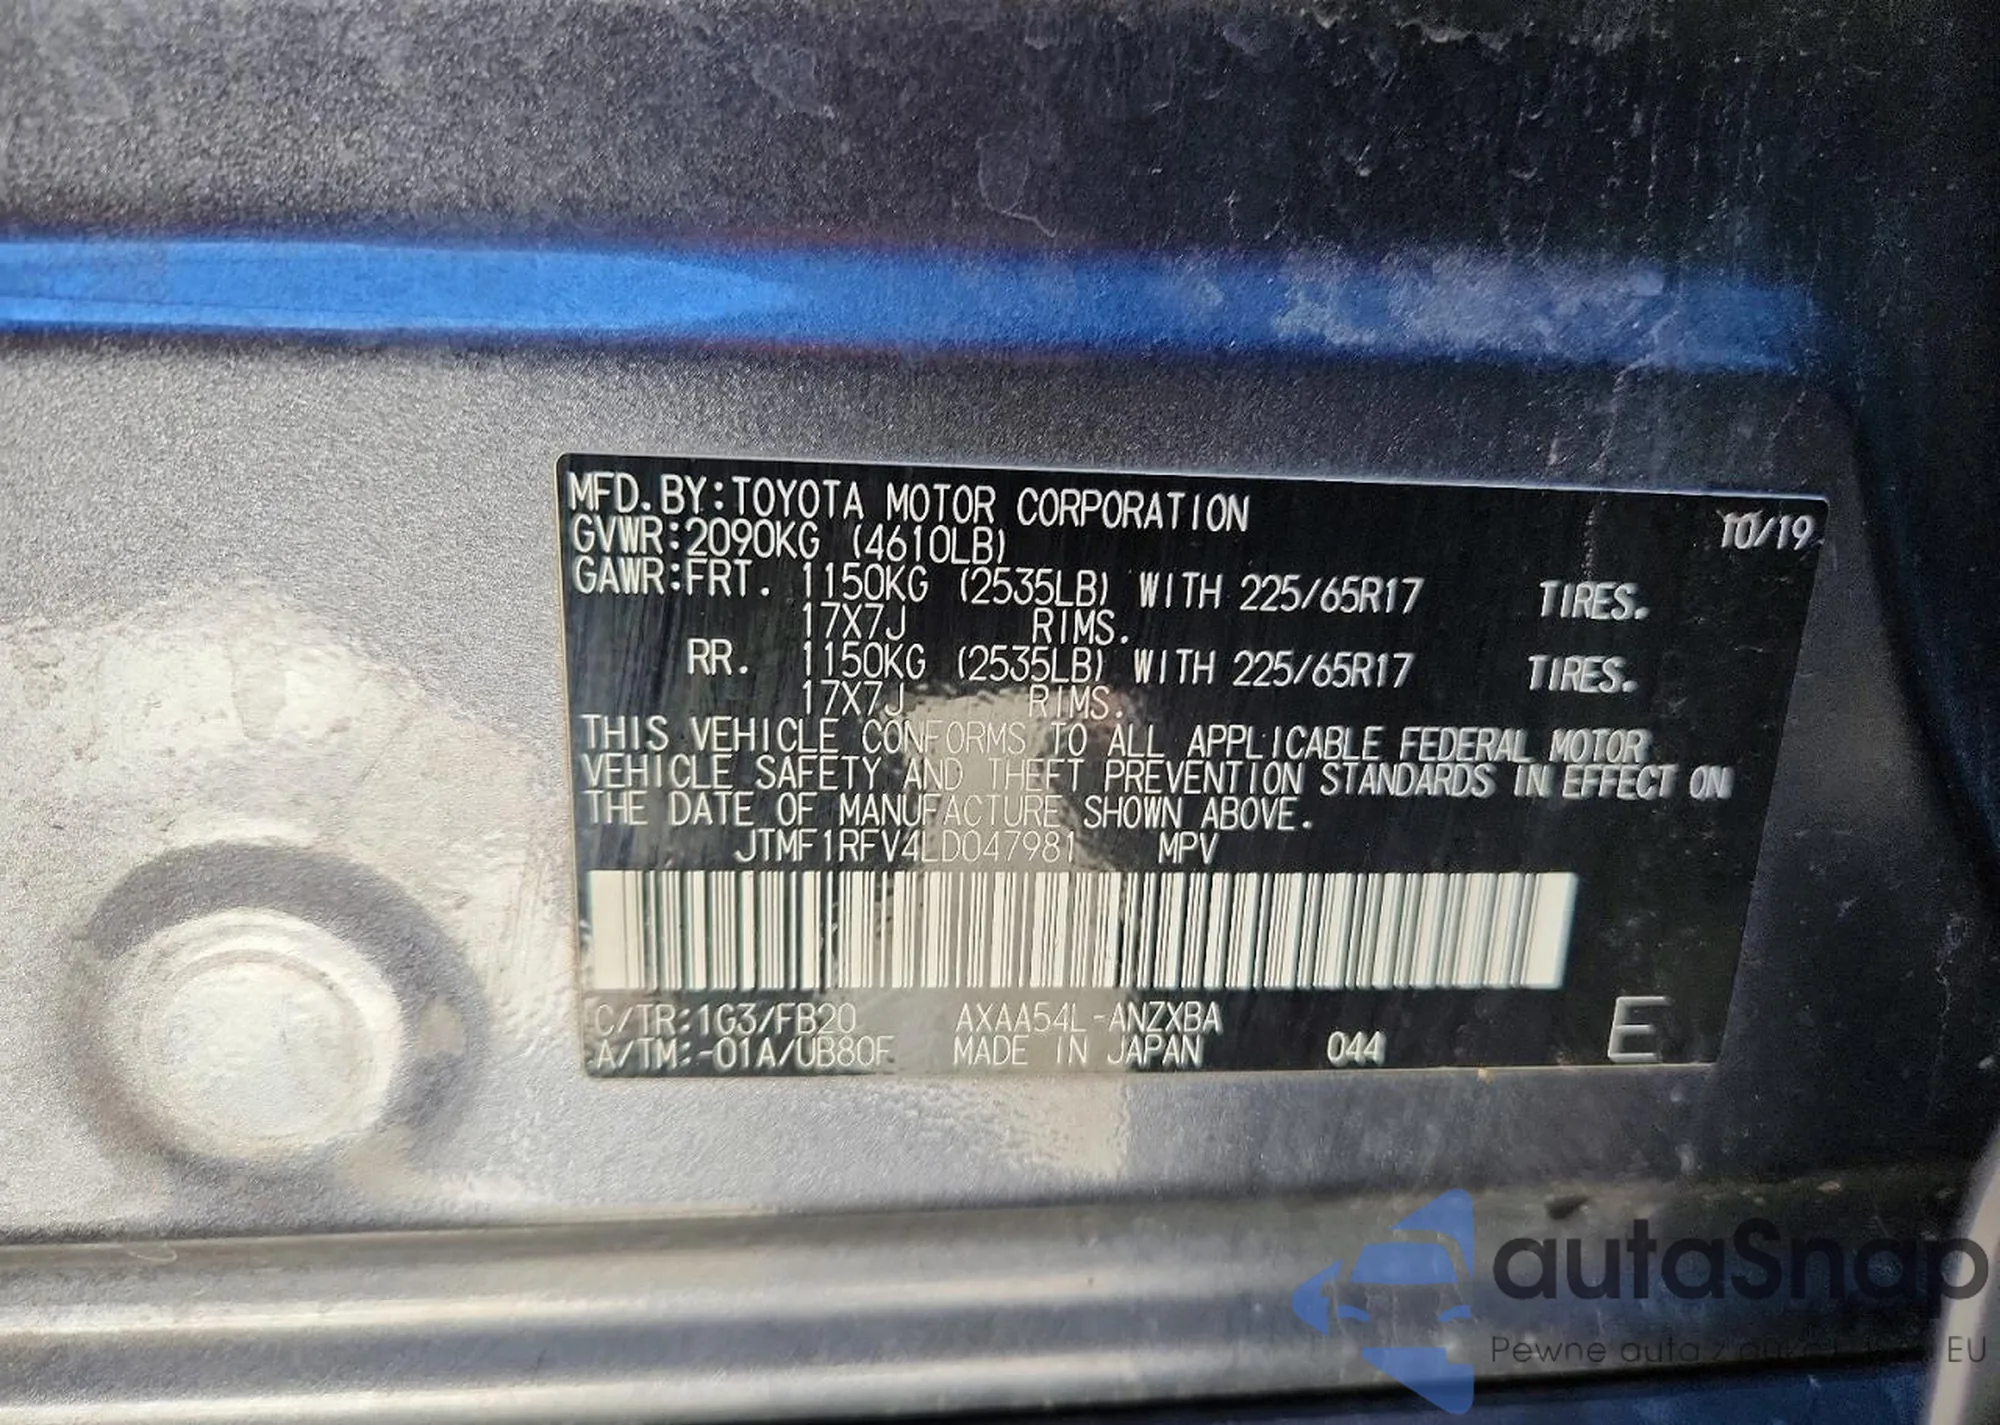 MFD.BY:TOYOTA MOTOR CORPORATION 10/19
GVWR:2090KG (4610LB)
GAWR:FRT. 1150KG (2535LB) WITH 225/65R17 TIRES.
17X7J RIMS.
RR. 1150KG (2535LB) WITH 225/65R17 TIRES.
17X7J RIMS.
THIS VEHICLE CONFORMS TO ALL APPLICABLE FEDERAL MOTOR
VEHICLE SAFETY AND THEFT PREVENTION STANDARDS IN EFFECT ON
THE DATE OF MANUFACTURE SHOWN ABOVE.
JTMF1RFV4LD047981 MPV
C/TR:1G3/FB20 AXAA54L-ANZXBA
A/TM:-01A/UB80F MADE IN JAPAN 044 E
autaSnap
Pewne auta z EU